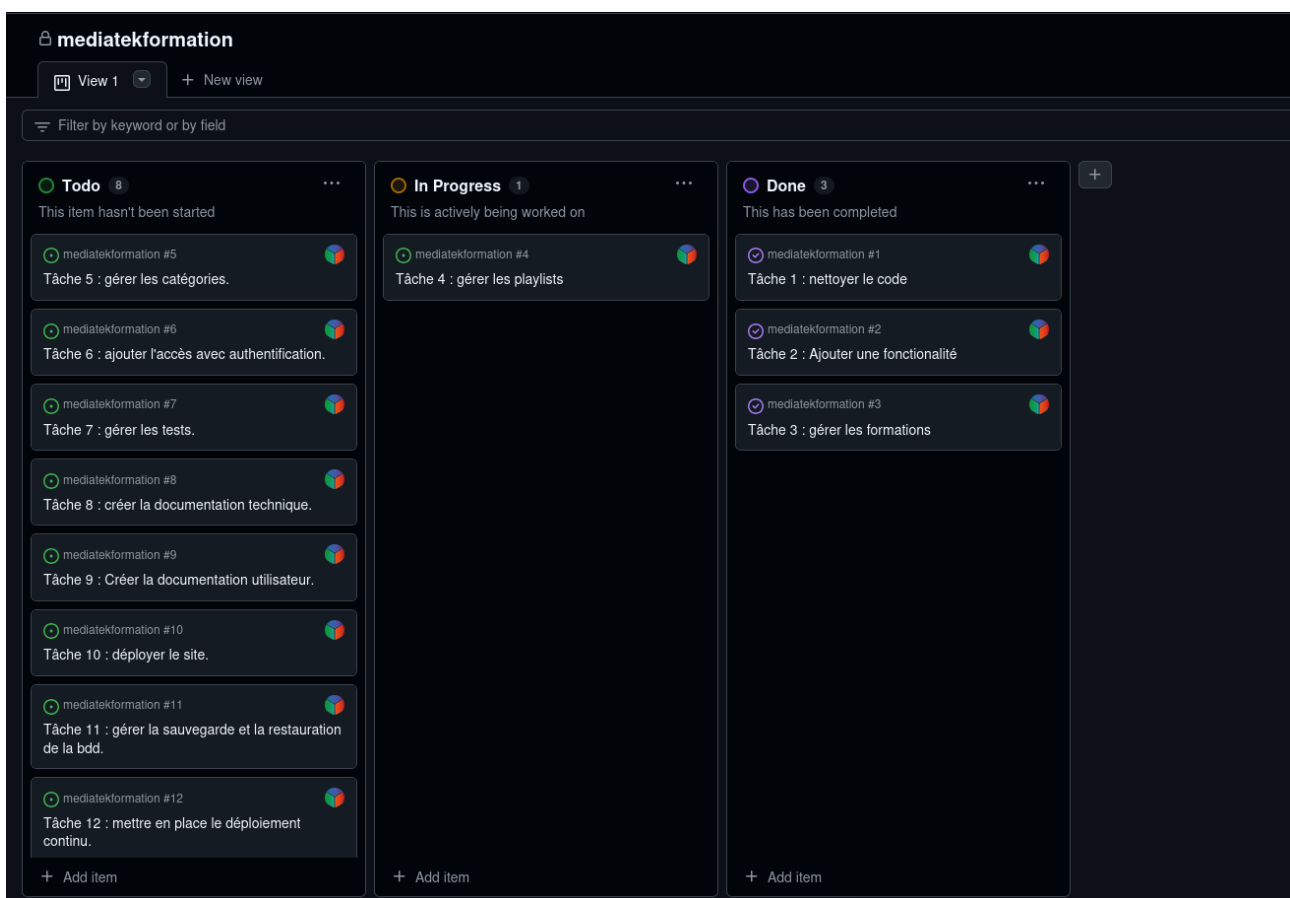 mediatekformation
View 1
New view
Filter by keyword or by field
Todo 8
This item hasn't been started
mediatekformation #5
Tâche 5 : gérer les catégories.
mediatekformation #6
Tâche 6 : ajouter l'accès avec authentification.
mediatekformation #7
Tâche 7 : gérer les tests.
mediatekformation #8
Tâche 8 : créer la documentation technique.
mediatekformation #9
Tâche 9 : Créer la documentation utilisateur.
mediatekformation #10
Tâche 10 : déployer le site.
mediatekformation #11
Tâche 11 : gérer la sauvegarde et la restauration
de la bdd.
mediatekformation #12
Tâche 12 : mettre en place le déploiement
continu.
Add item
In Progress 1
This is actively being worked on
mediatekformation #4
Tâche 4 : gérer les playlists
Add item
Done 3
This has been completed
mediatekformation #1
Tâche 1 : nettoyer le code
mediatekformation #2
Tâche 2 : Ajouter une fonctionalité
mediatekformation #3
Tâche 3 : gérer les formations
Add item